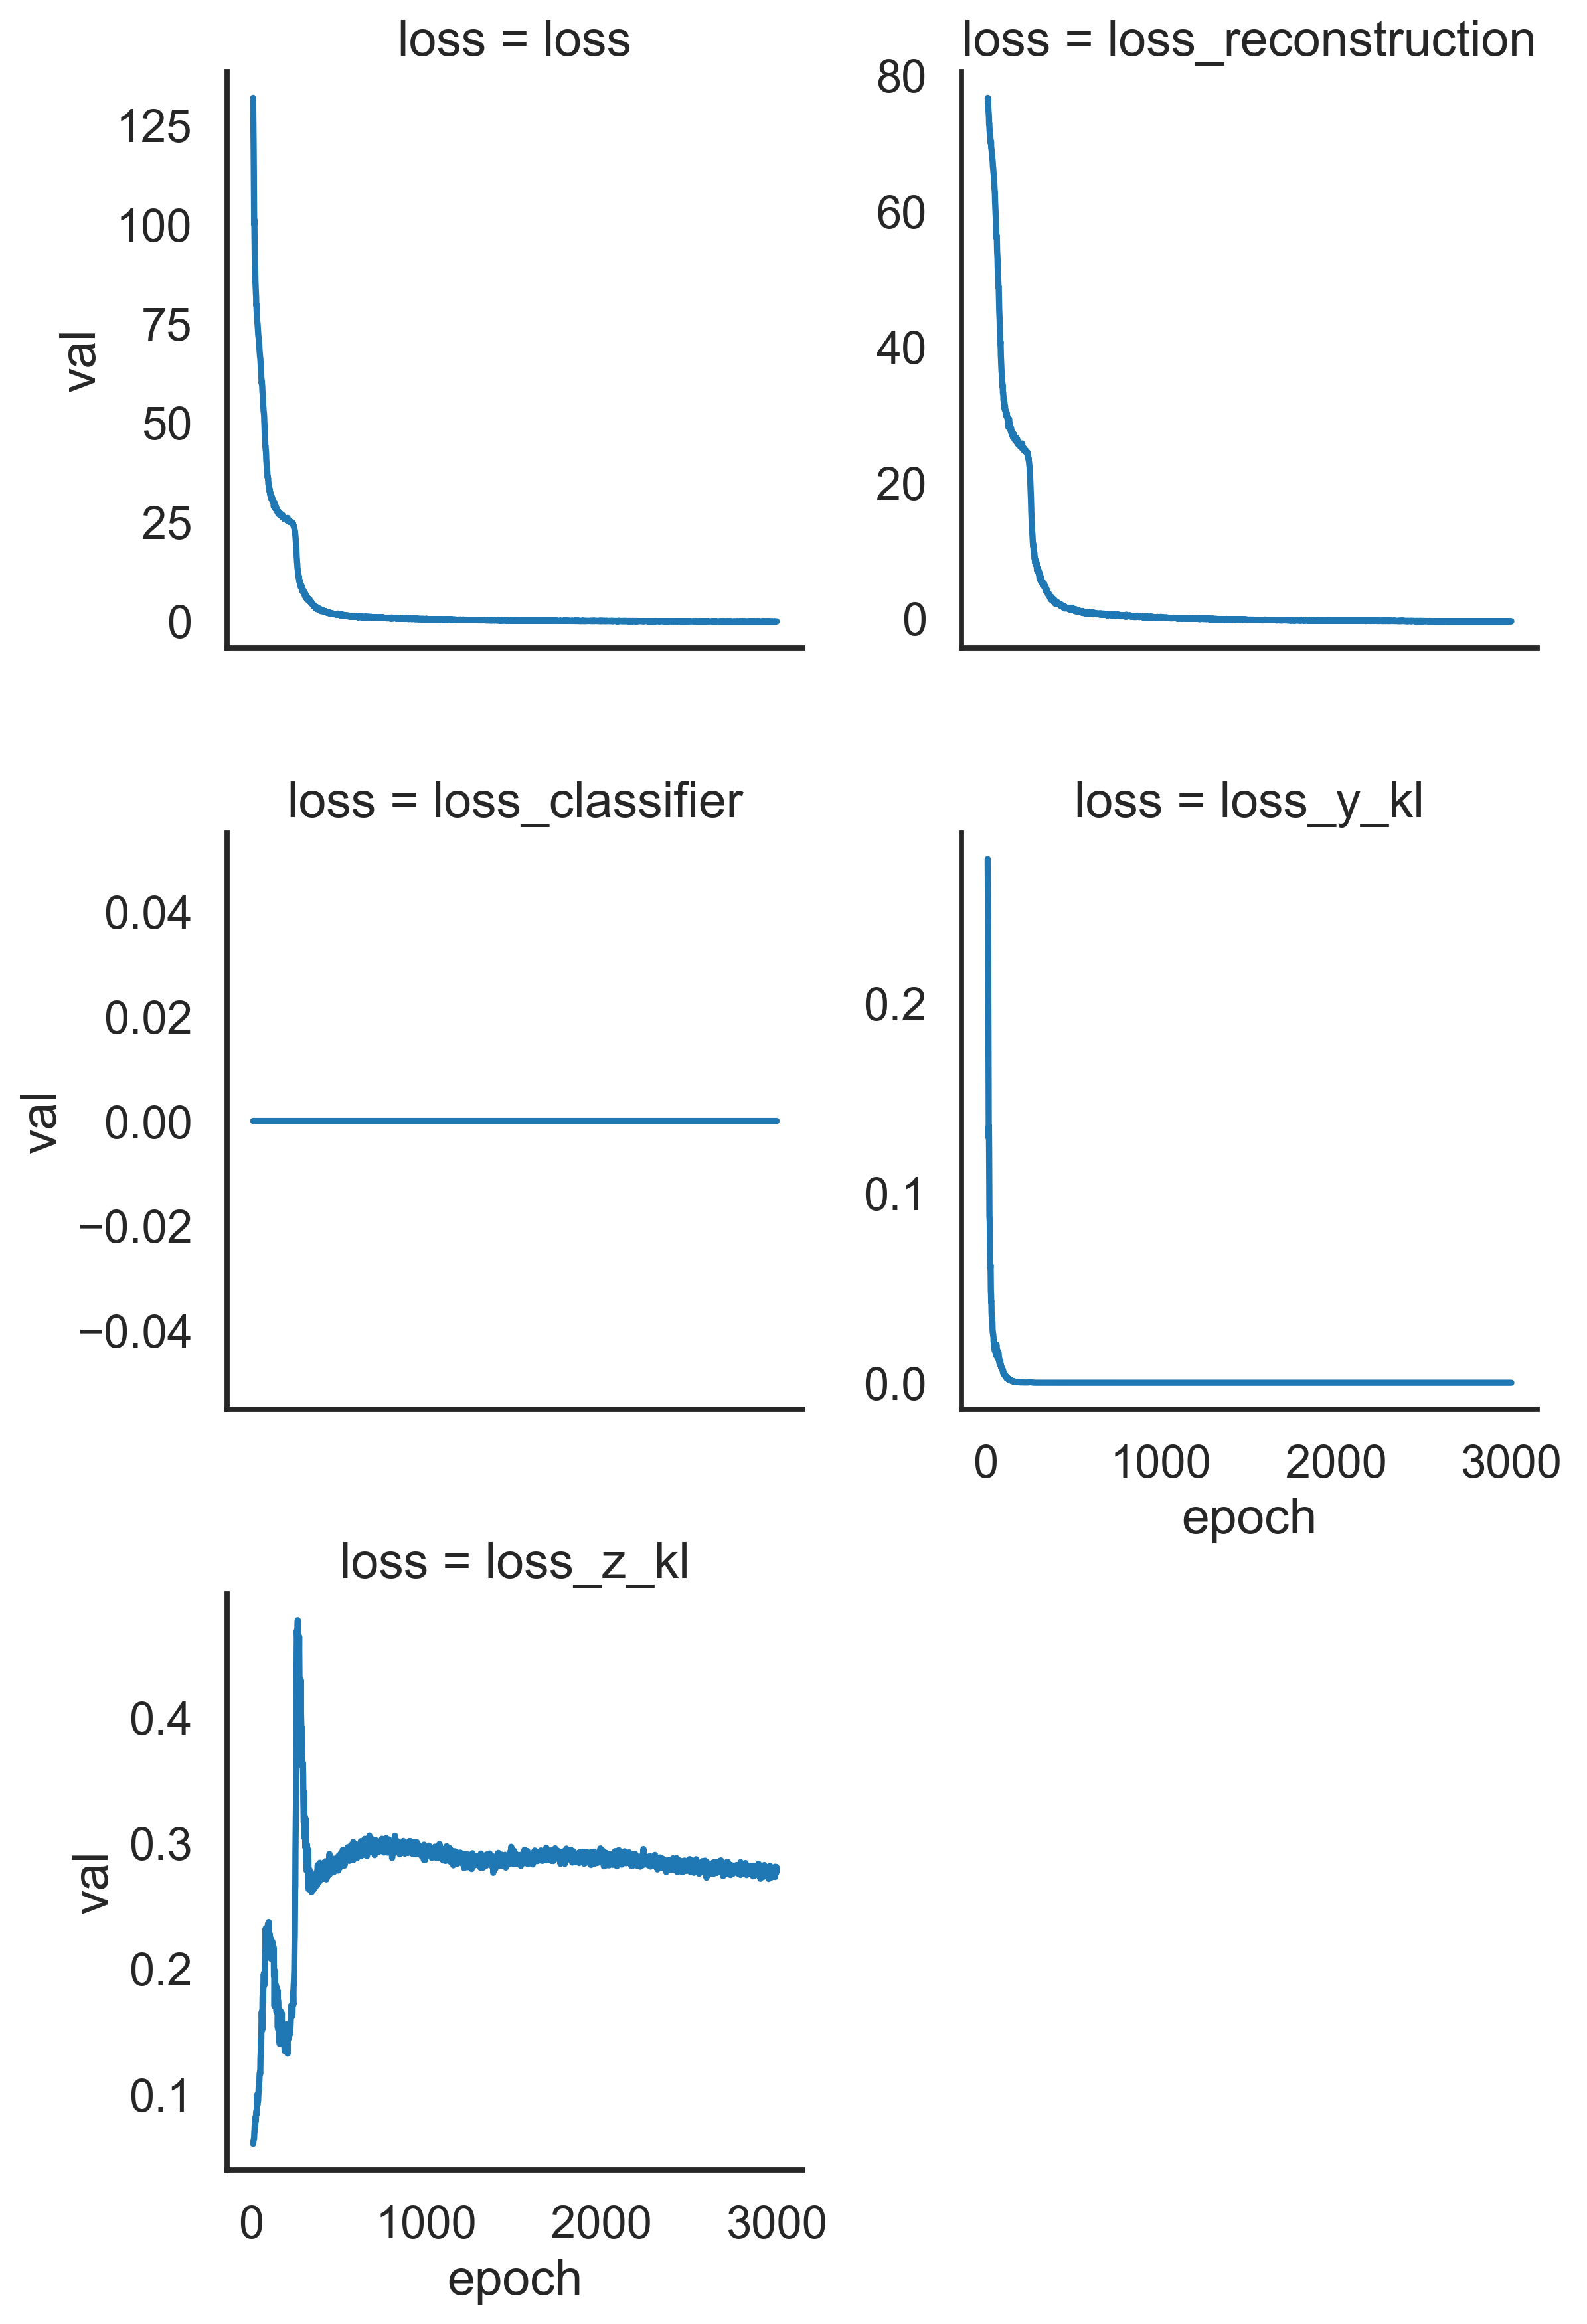 loss = loss
125
100
75
50
25
0
val
loss = loss_reconstruction
80
60
40
20
0
loss = loss_classifier
0.04
0.02
0.00
−0.02
−0.04
val
loss = loss_y_kl
0.2
0.1
0.0
0 1000 2000 3000
epoch
loss = loss_z_kl
0.4
0.3
0.2
0.1
val
0 1000 2000 3000
epoch